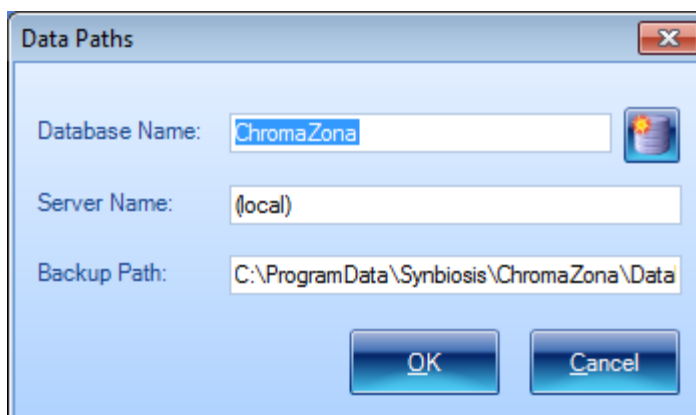 Data Paths
Database Name: ChromaZona
Server Name: (local)
Backup Path: C:\ProgramData\Synbiosis\ChromaZona\Data
OK Cancel